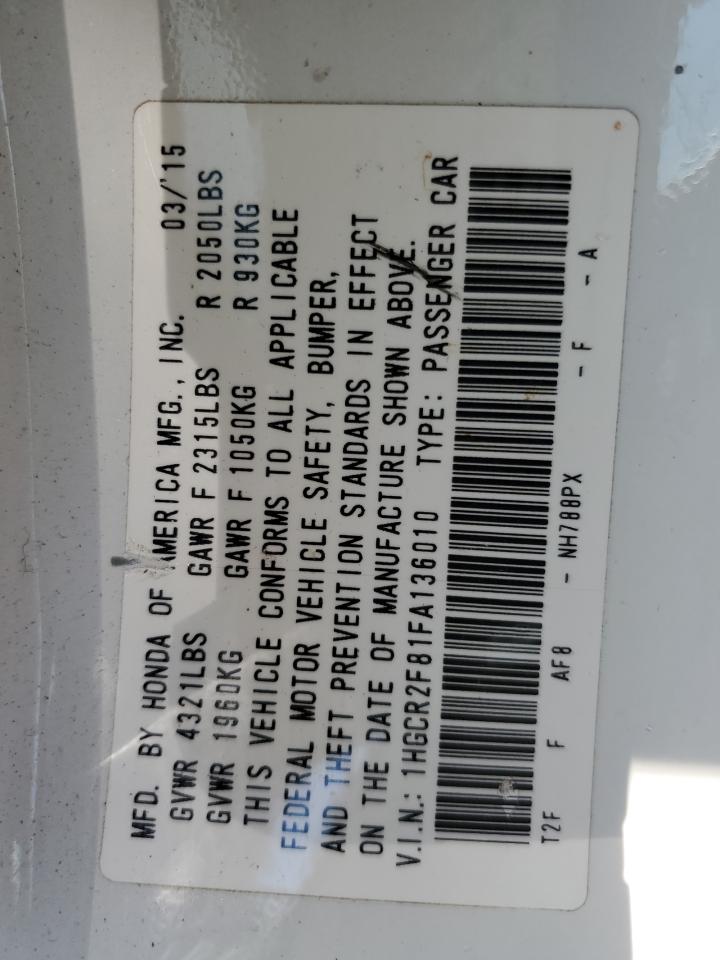 MFD. BY HONDA OF AMERICA MFG., INC. 03/'15
GVWR 4321LBS GAWR F 2315LBS R 2050LBS
GVWR 1960KG GAWR F 1050KG R 930KG
THIS VEHICLE CONFORMS TO ALL APPLICABLE
FEDERAL MOTOR VEHICLE SAFETY, BUMPER,
AND THEFT PREVENTION STANDARDS IN EFFECT
ON THE DATE OF MANUFACTURE SHOWN ABOVE.
V.I.N.: 1HGCR2F81FA136010 TYPE: PASSENGER CAR
T2F F AF8 - NH788PX - F - A